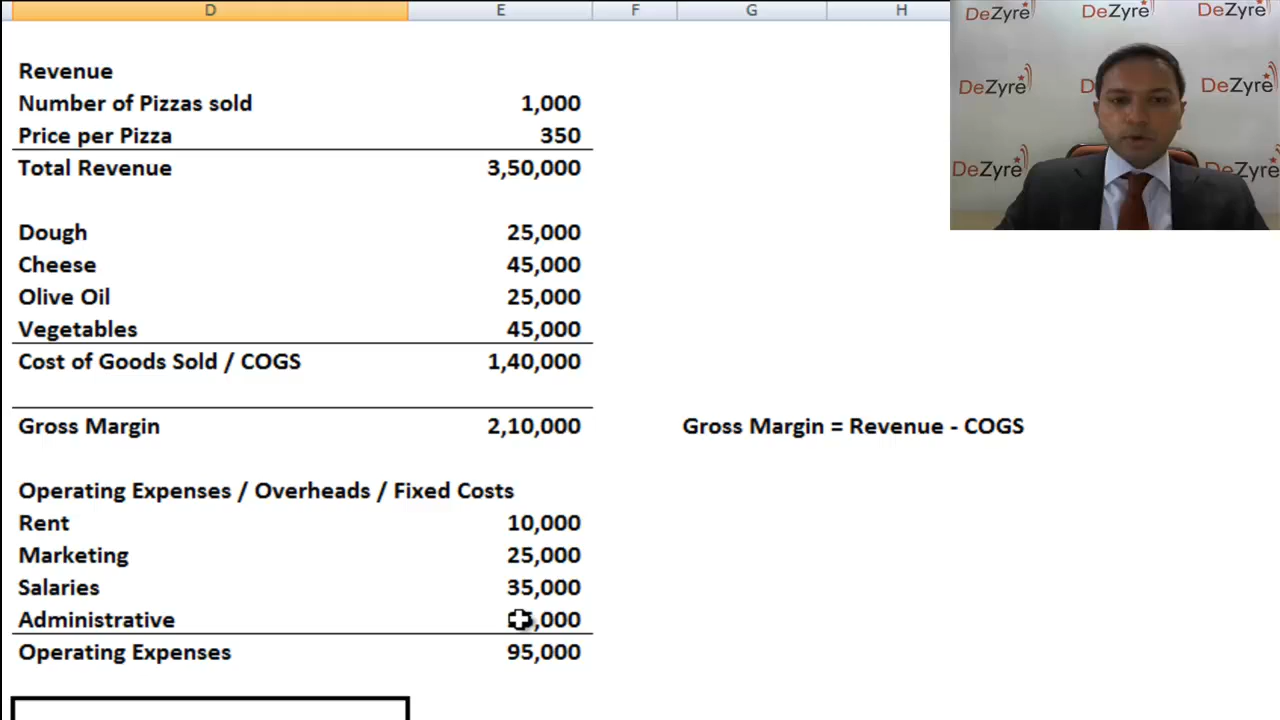 D E F G H
Revenue
Number of Pizzas sold 1,000
Price per Pizza 350
Total Revenue 3,50,000
Dough 25,000
Cheese 45,000
Olive Oil 25,000
Vegetables 45,000
Cost of Goods Sold / COGS 1,40,000
Gross Margin 2,10,000 Gross Margin = Revenue - COGS
Operating Expenses / Overheads / Fixed Costs
Rent 10,000
Marketing 25,000
Salaries 35,000
Administrative
Operating Expenses 95,000
DeZyre DeZyre DeZyre
DeZyre DeZyre
DeZyre DeZyre